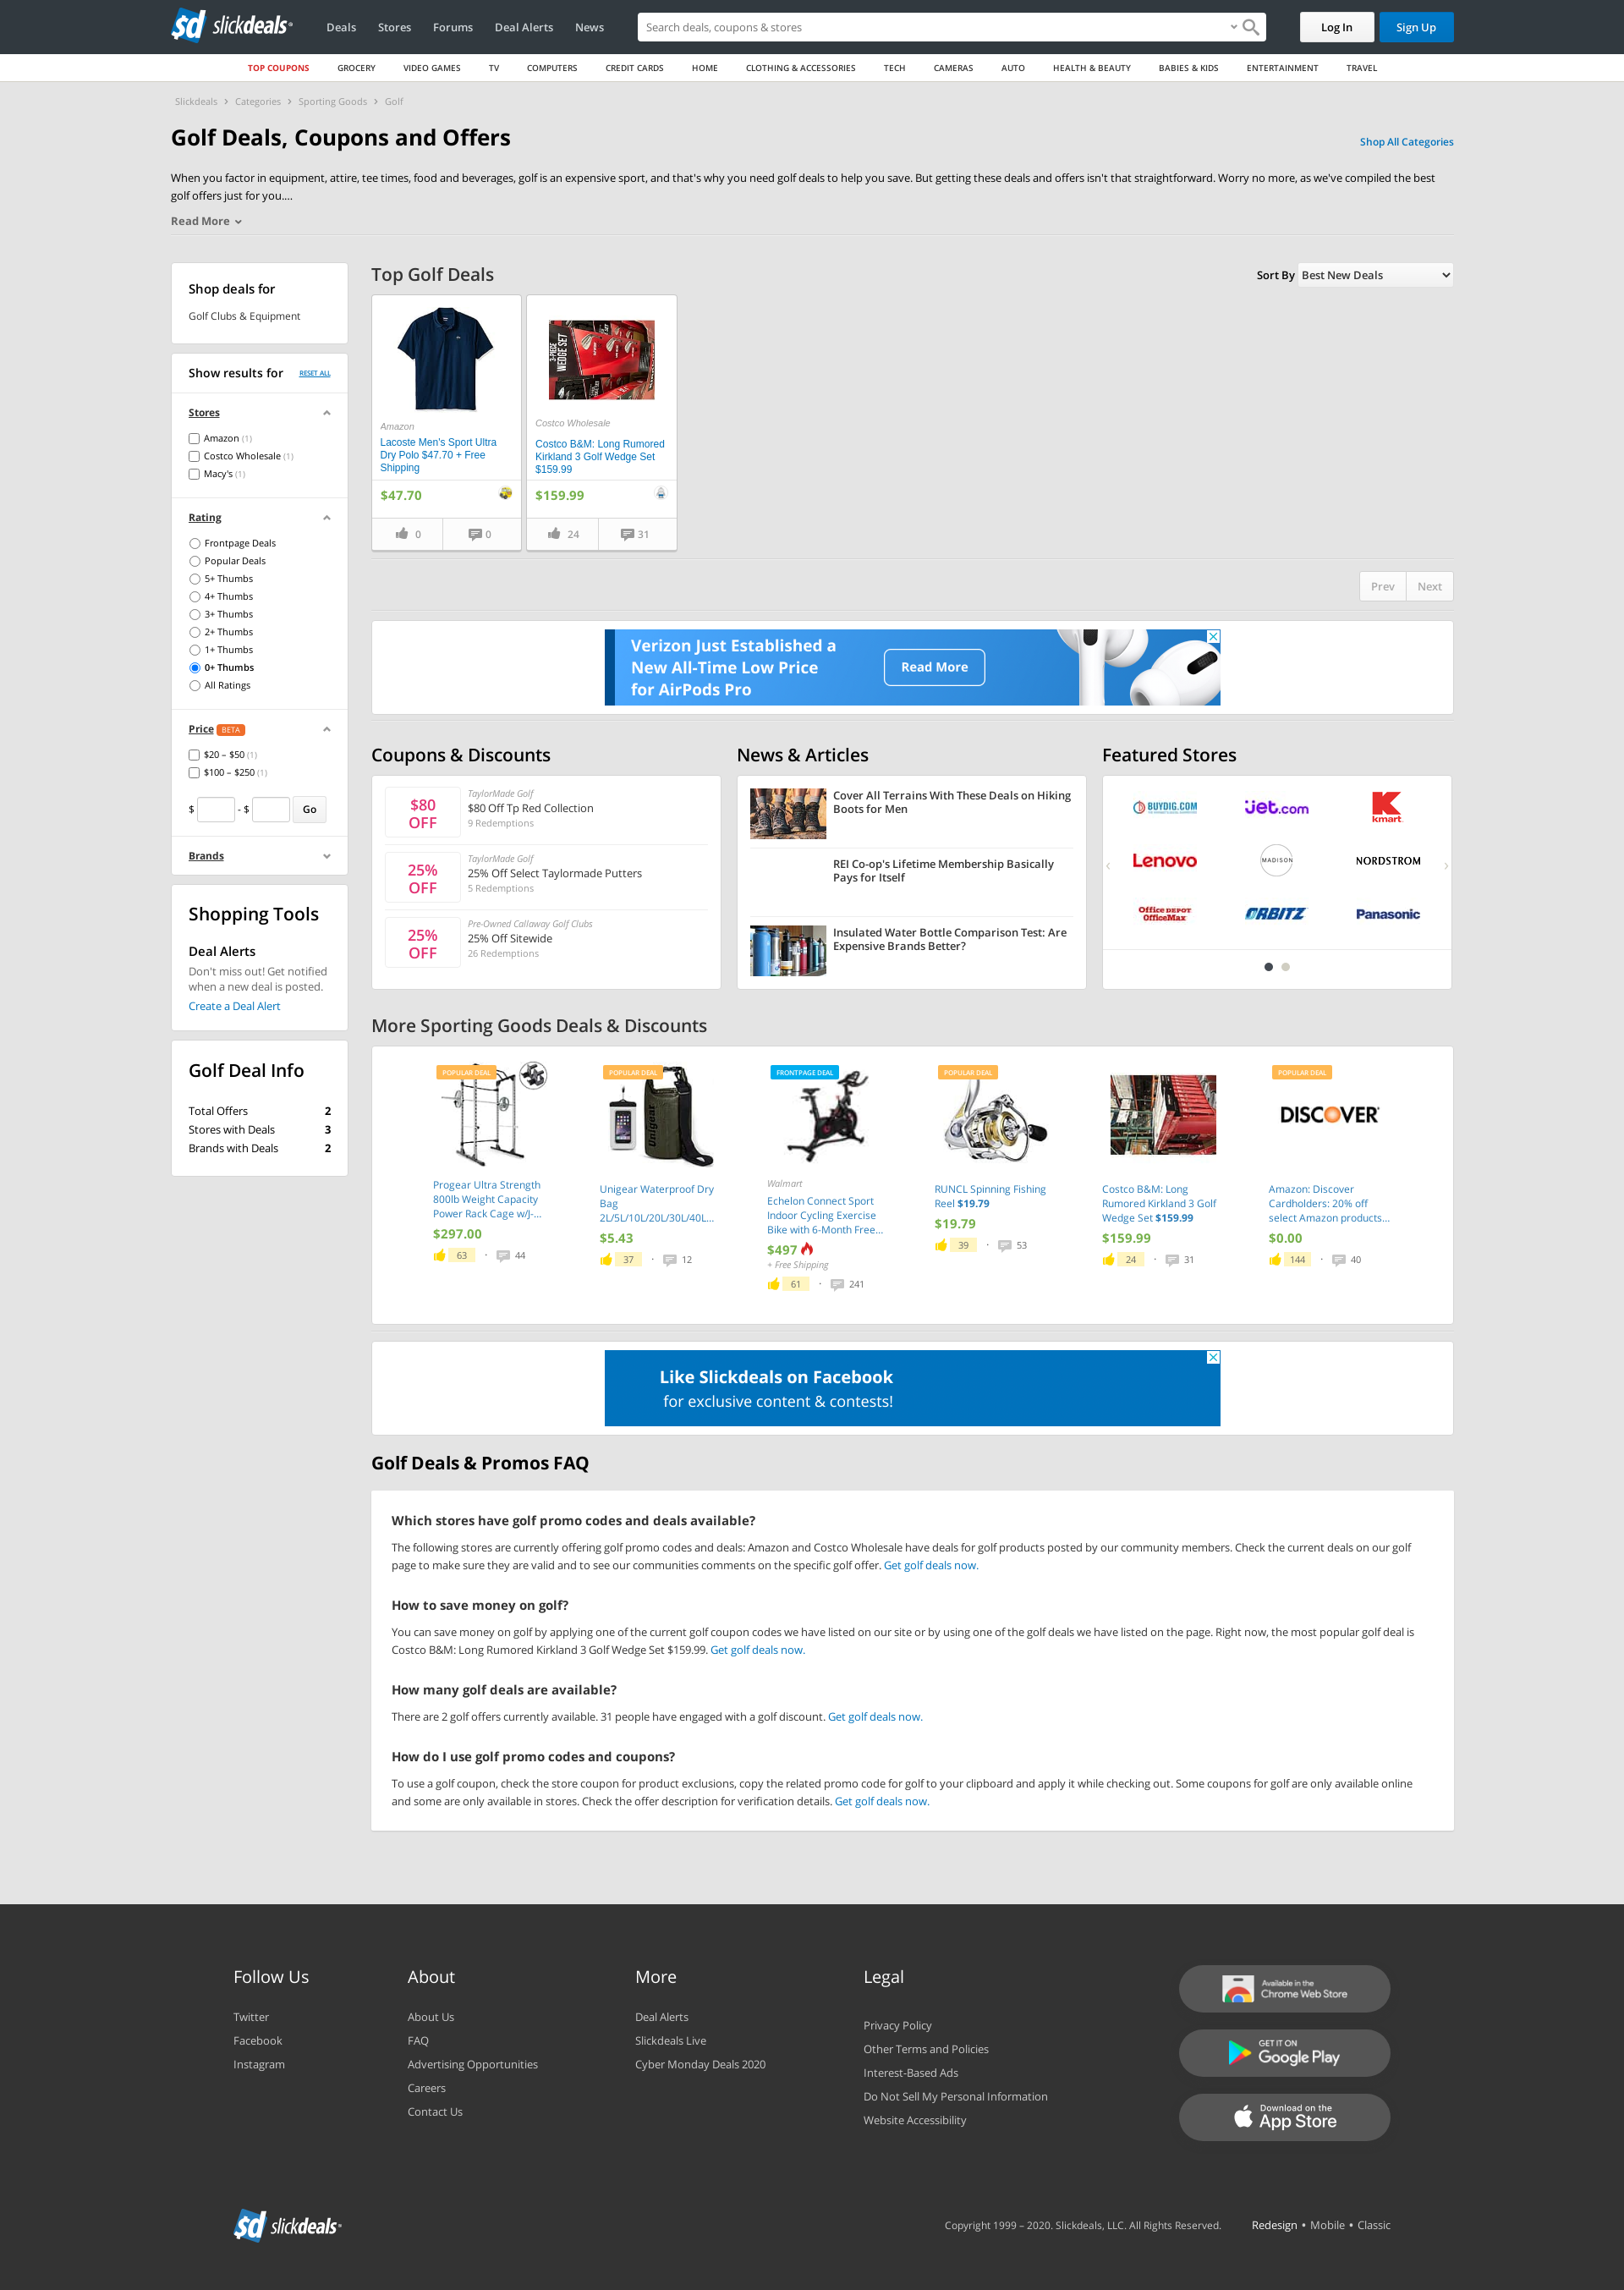 sd slickdeals
Deals Stores Forums Deal Alerts News
Search deals, coupons & stores
Log In Sign Up
TOP COUPONS GROCERY VIDEO GAMES TV COMPUTERS CREDIT CARDS HOME CLOTHING & ACCESSORIES TECH CAMERAS AUTO HEALTH & BEAUTY BABIES & KIDS ENTERTAINMENT TRAVEL
Slickdeals › Categories › Sporting Goods › Golf
Golf Deals, Coupons and Offers
Shop All Categories
When you factor in equipment, attire, tee times, food and beverages, golf is an expensive sport, and that's why you need golf deals to help you save. But getting these deals and offers isn't that straightforward. Worry no more, as we've compiled the best
golf offers just for you....
Read More
Shop deals for
Golf Clubs & Equipment
Show results for RESET ALL
Stores
Amazon (1)
Costco Wholesale (1)
Macy's (1)
Rating
Frontpage Deals
Popular Deals
5+ Thumbs
4+ Thumbs
3+ Thumbs
2+ Thumbs
1+ Thumbs
0+ Thumbs
All Ratings
Price BETA
$20 – $50 (1)
$100 – $250 (1)
$ - $ Go
Brands
Shopping Tools
Deal Alerts
Don't miss out! Get notified
when a new deal is posted.
Create a Deal Alert
Golf Deal Info
Total Offers 2
Stores with Deals 3
Brands with Deals 2
Top Golf Deals
Sort By Best New Deals
Amazon
Lacoste Men's Sport Ultra
Dry Polo $47.70 + Free
Shipping
$47.70
0 0
3-PIECE
WEDGE SET
Costco Wholesale
Costco B&M: Long Rumored
Kirkland 3 Golf Wedge Set
$159.99
$159.99
24 31
Prev Next
Verizon Just Established a
New All-Time Low Price
for AirPods Pro
Read More
Coupons & Discounts
$80
OFF
TaylorMade Golf
$80 Off Tp Red Collection
9 Redemptions
25%
OFF
TaylorMade Golf
25% Off Select Taylormade Putters
5 Redemptions
25%
OFF
Pre-Owned Callaway Golf Clubs
25% Off Sitewide
26 Redemptions
News & Articles
Cover All Terrains With These Deals on Hiking
Boots for Men
REI Co-op's Lifetime Membership Basically
Pays for Itself
Insulated Water Bottle Comparison Test: Are
Expensive Brands Better?
Featured Stores
BUYDIG.COM Jet.com kmart
Lenovo MADISON NORDSTROM
Office DEPOT
OfficeMax
ORBITZ Panasonic
More Sporting Goods Deals & Discounts
POPULAR DEAL
Progear Ultra Strength
800lb Weight Capacity
Power Rack Cage w/J-...
$297.00
63 · 44
POPULAR DEAL
Unigear
Unigear Waterproof Dry
Bag
2L/5L/10L/20L/30L/40L...
$5.43
37 · 12
FRONTPAGE DEAL
Walmart
Echelon Connect Sport
Indoor Cycling Exercise
Bike with 6-Month Free...
$497
+ Free Shipping
61 · 241
POPULAR DEAL
RUNCL Spinning Fishing
Reel $19.79
$19.79
39 · 53
Costco B&M: Long
Rumored Kirkland 3 Golf
Wedge Set $159.99
$159.99
24 · 31
POPULAR DEAL
DISCOVER
Amazon: Discover
Cardholders: 20% off
select Amazon products...
$0.00
144 · 40
Like Slickdeals on Facebook
for exclusive content & contests!
Golf Deals & Promos FAQ
Which stores have golf promo codes and deals available?
The following stores are currently offering golf promo codes and deals: Amazon and Costco Wholesale have deals for golf products posted by our community members. Check the current deals on our golf
page to make sure they are valid and to see our communities comments on the specific golf offer. Get golf deals now.
How to save money on golf?
You can save money on golf by applying one of the current golf coupon codes we have listed on our site or by using one of the golf deals we have listed on the page. Right now, the most popular golf deal is
Costco B&M: Long Rumored Kirkland 3 Golf Wedge Set $159.99. Get golf deals now.
How many golf deals are available?
There are 2 golf offers currently available. 31 people have engaged with a golf discount. Get golf deals now.
How do I use golf promo codes and coupons?
To use a golf coupon, check the store coupon for product exclusions, copy the related promo code for golf to your clipboard and apply it while checking out. Some coupons for golf are only available online
and some are only available in stores. Check the offer description for verification details. Get golf deals now.
Follow Us
Twitter
Facebook
Instagram
About
About Us
FAQ
Advertising Opportunities
Careers
Contact Us
More
Deal Alerts
Slickdeals Live
Cyber Monday Deals 2020
Legal
Privacy Policy
Other Terms and Policies
Interest-Based Ads
Do Not Sell My Personal Information
Website Accessibility
Available in the
Chrome Web Store
GET IT ON
Google Play
Download on the
App Store
sd slickdeals
Copyright 1999 – 2020. Slickdeals, LLC. All Rights Reserved.
Redesign • Mobile • Classic